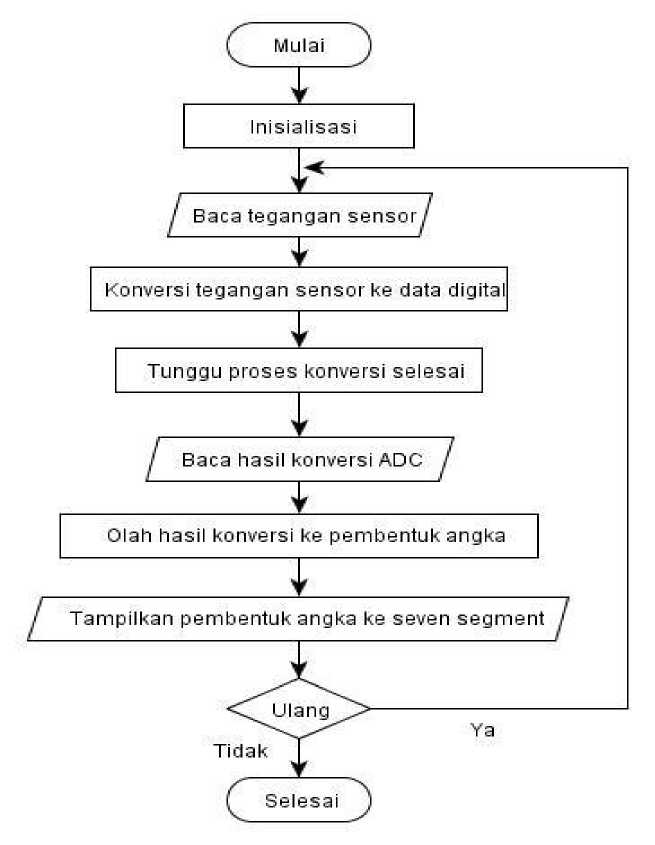 Mulai
Inisialisasi
Baca tegangan sensor
Konversi tegangan sensor ke data digital
Tunggu proses konversi selesai
Baca hasil konversi ADC
Olah hasil konversi ke pembentuk angka
Tampilkan pembentuk angka ke seven segment
Ulang
Ya
Tidak
Selesai